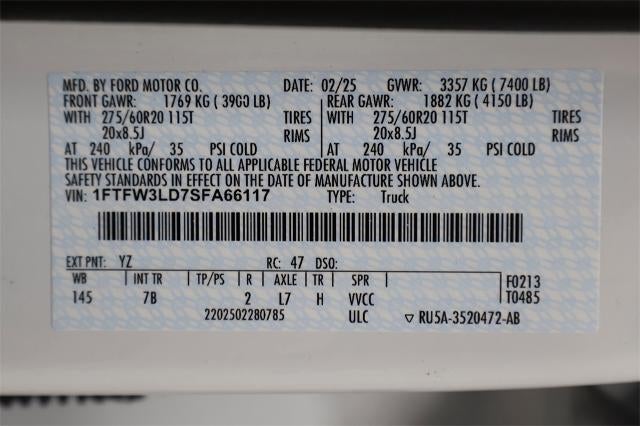 MFD. BY FORD MOTOR CO. DATE: 02/25 GVWR: 3357 KG (7400 LB)
FRONT GAWR: 1769 KG (3900 LB) REAR GAWR: 1882 KG (4150 LB)
WITH 275/60R20 115T TIRES WITH 275/60R20 115T TIRES
20x8.5J RIMS 20x8.5J RIMS
AT 240 kPa/ 35 PSI COLD AT 240 kPa/ 35 PSI COLD
THIS VEHICLE CONFORMS TO ALL APPLICABLE FEDERAL MOTOR VEHICLE
SAFETY STANDARDS IN EFFECT ON THE DATE OF MANUFACTURE SHOWN ABOVE.
VIN: 1FTFW3LD7SFA66117 TYPE: Truck
EXT PNT: YZ RC: 47 DSO:
WB INT TR TP/PS R AXLE TR SPR F0213
145 7B 2 L7 H VVCC T0485
2202502280785 ULC ▽ RU5A-3520472-AB